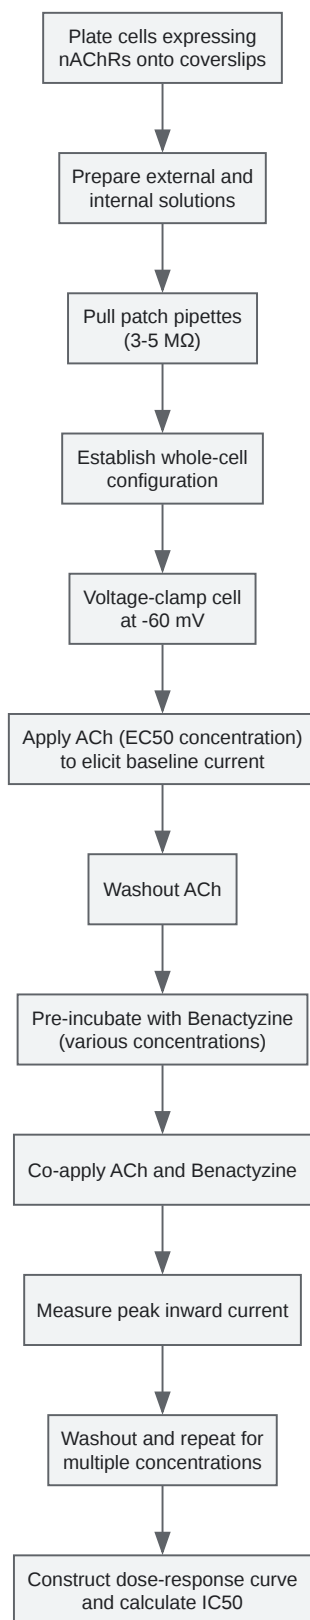 Plate cells expressing
nAChRs onto coverslips
Prepare external and
internal solutions
Pull patch pipettes
(3-5 MΩ)
Establish whole-cell
configuration
Voltage-clamp cell
at -60 mV
Apply ACh (EC50 concentration)
to elicit baseline current
Washout ACh
Pre-incubate with Benactyzine
(various concentrations)
Co-apply ACh and Benactyzine
Measure peak inward current
Washout and repeat for
multiple concentrations
Construct dose-response curve
and calculate IC50